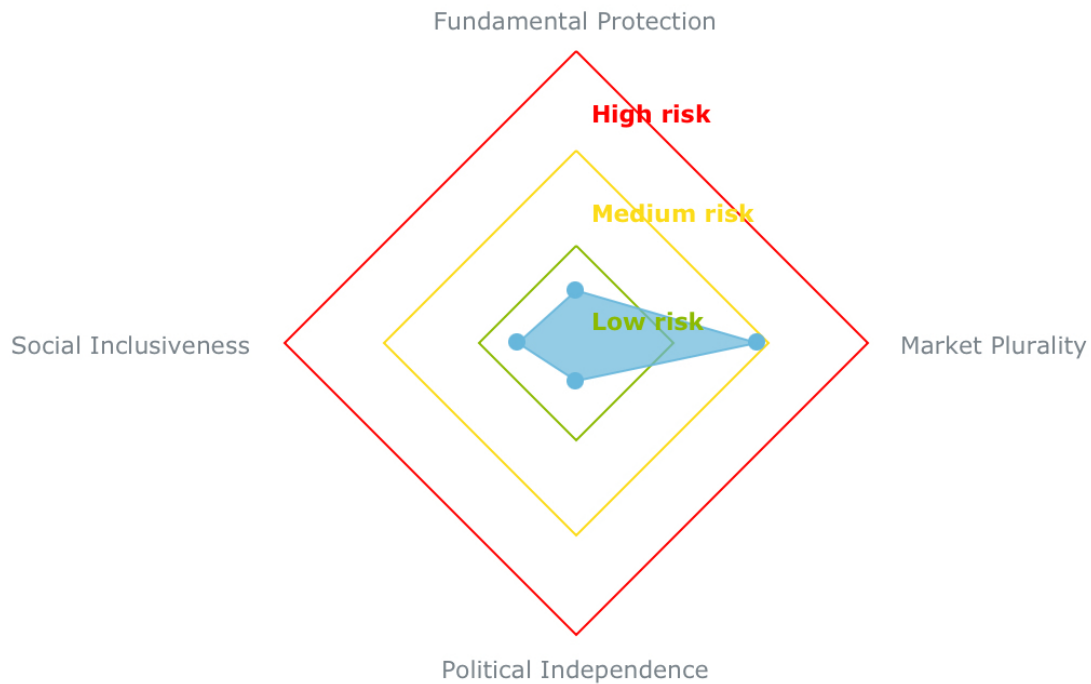 Fundamental Protection
High risk
Medium risk
Low risk
Social Inclusiveness
Market Plurality
Political Independence